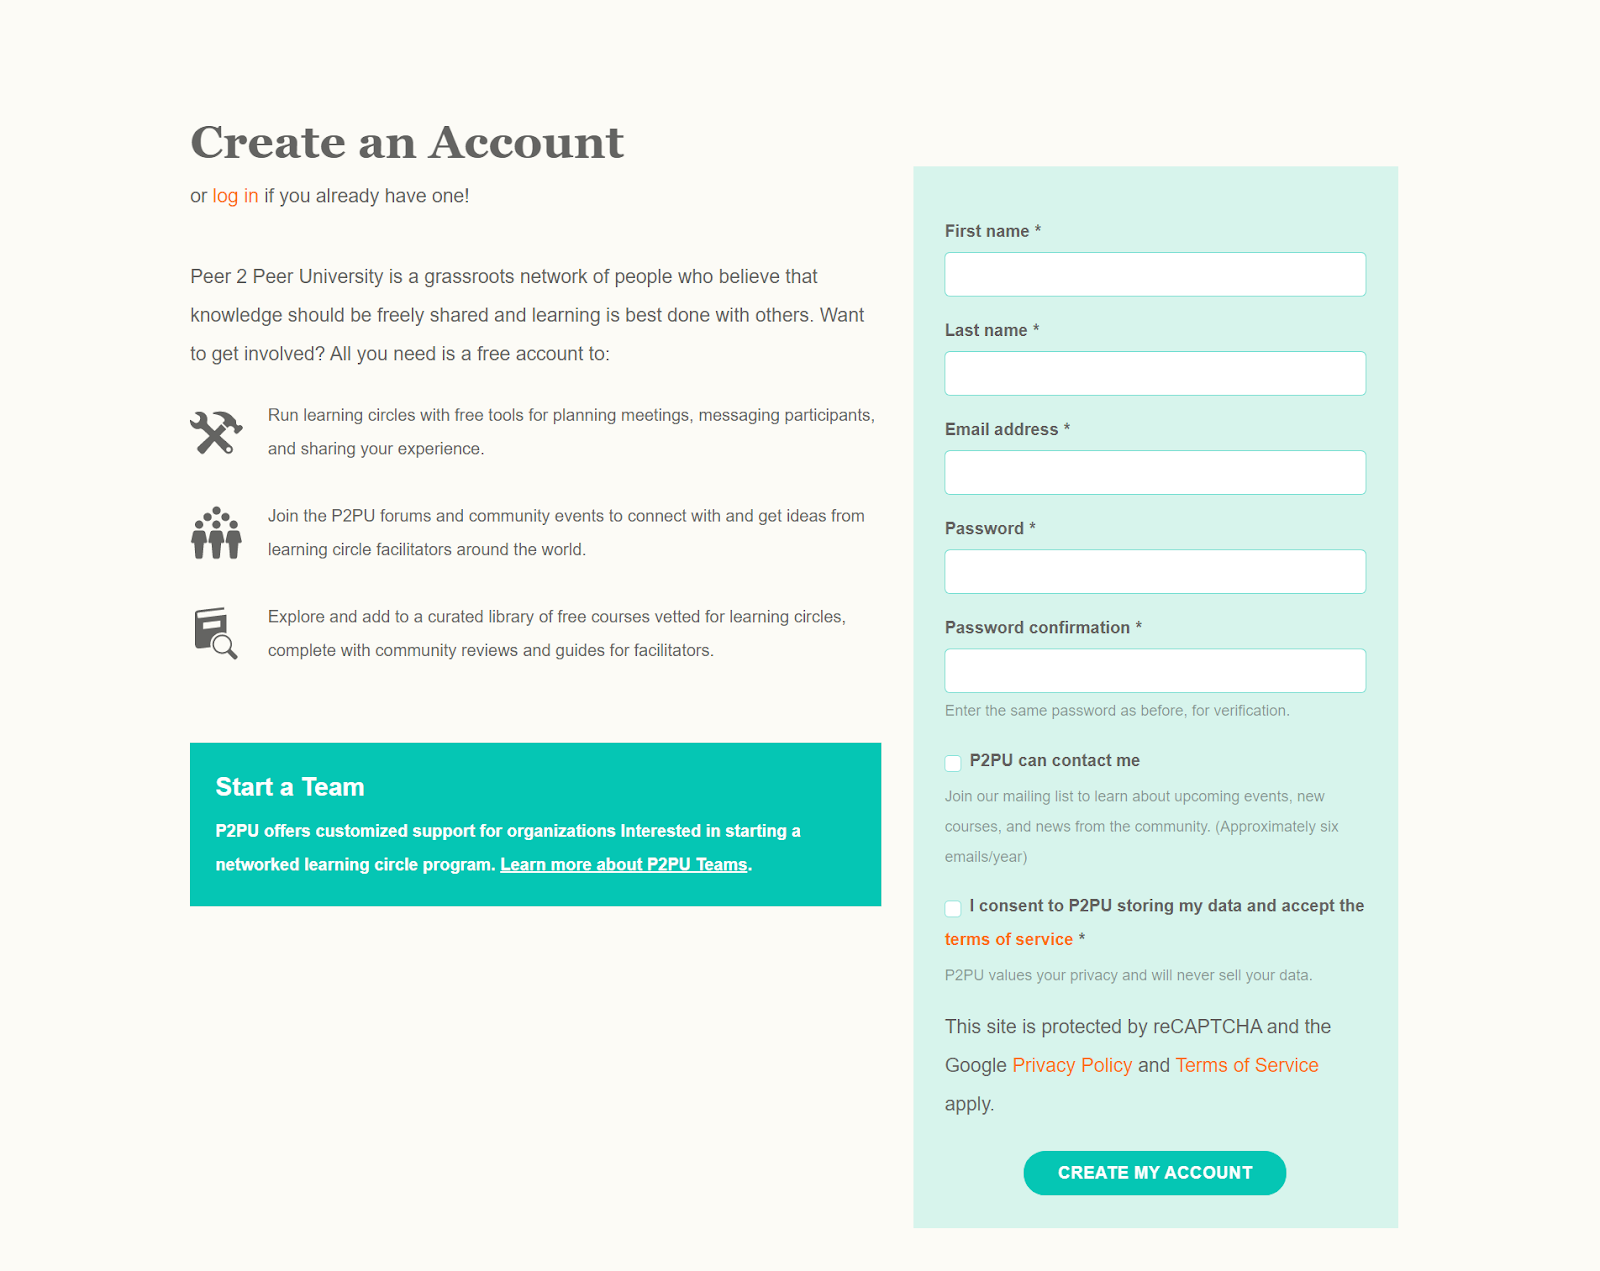 Create an Account
or log in if you already have one!
Peer 2 Peer University is a grassroots network of people who believe that
knowledge should be freely shared and learning is best done with others. Want
to get involved? All you need is a free account to:
Run learning circles with free tools for planning meetings, messaging participants,
and sharing your experience.
Join the P2PU forums and community events to connect with and get ideas from
learning circle facilitators around the world.
Explore and add to a curated library of free courses vetted for learning circles,
complete with community reviews and guides for facilitators.
Start a Team
P2PU offers customized support for organizations Interested in starting a
networked learning circle program. Learn more about P2PU Teams.
First name *
Last name *
Email address *
Password *
Password confirmation *
Enter the same password as before, for verification.
P2PU can contact me
Join our mailing list to learn about upcoming events, new
courses, and news from the community. (Approximately six
emails/year)
I consent to P2PU storing my data and accept the
terms of service *
P2PU values your privacy and will never sell your data.
This site is protected by reCAPTCHA and the
Google Privacy Policy and Terms of Service
apply.
CREATE MY ACCOUNT